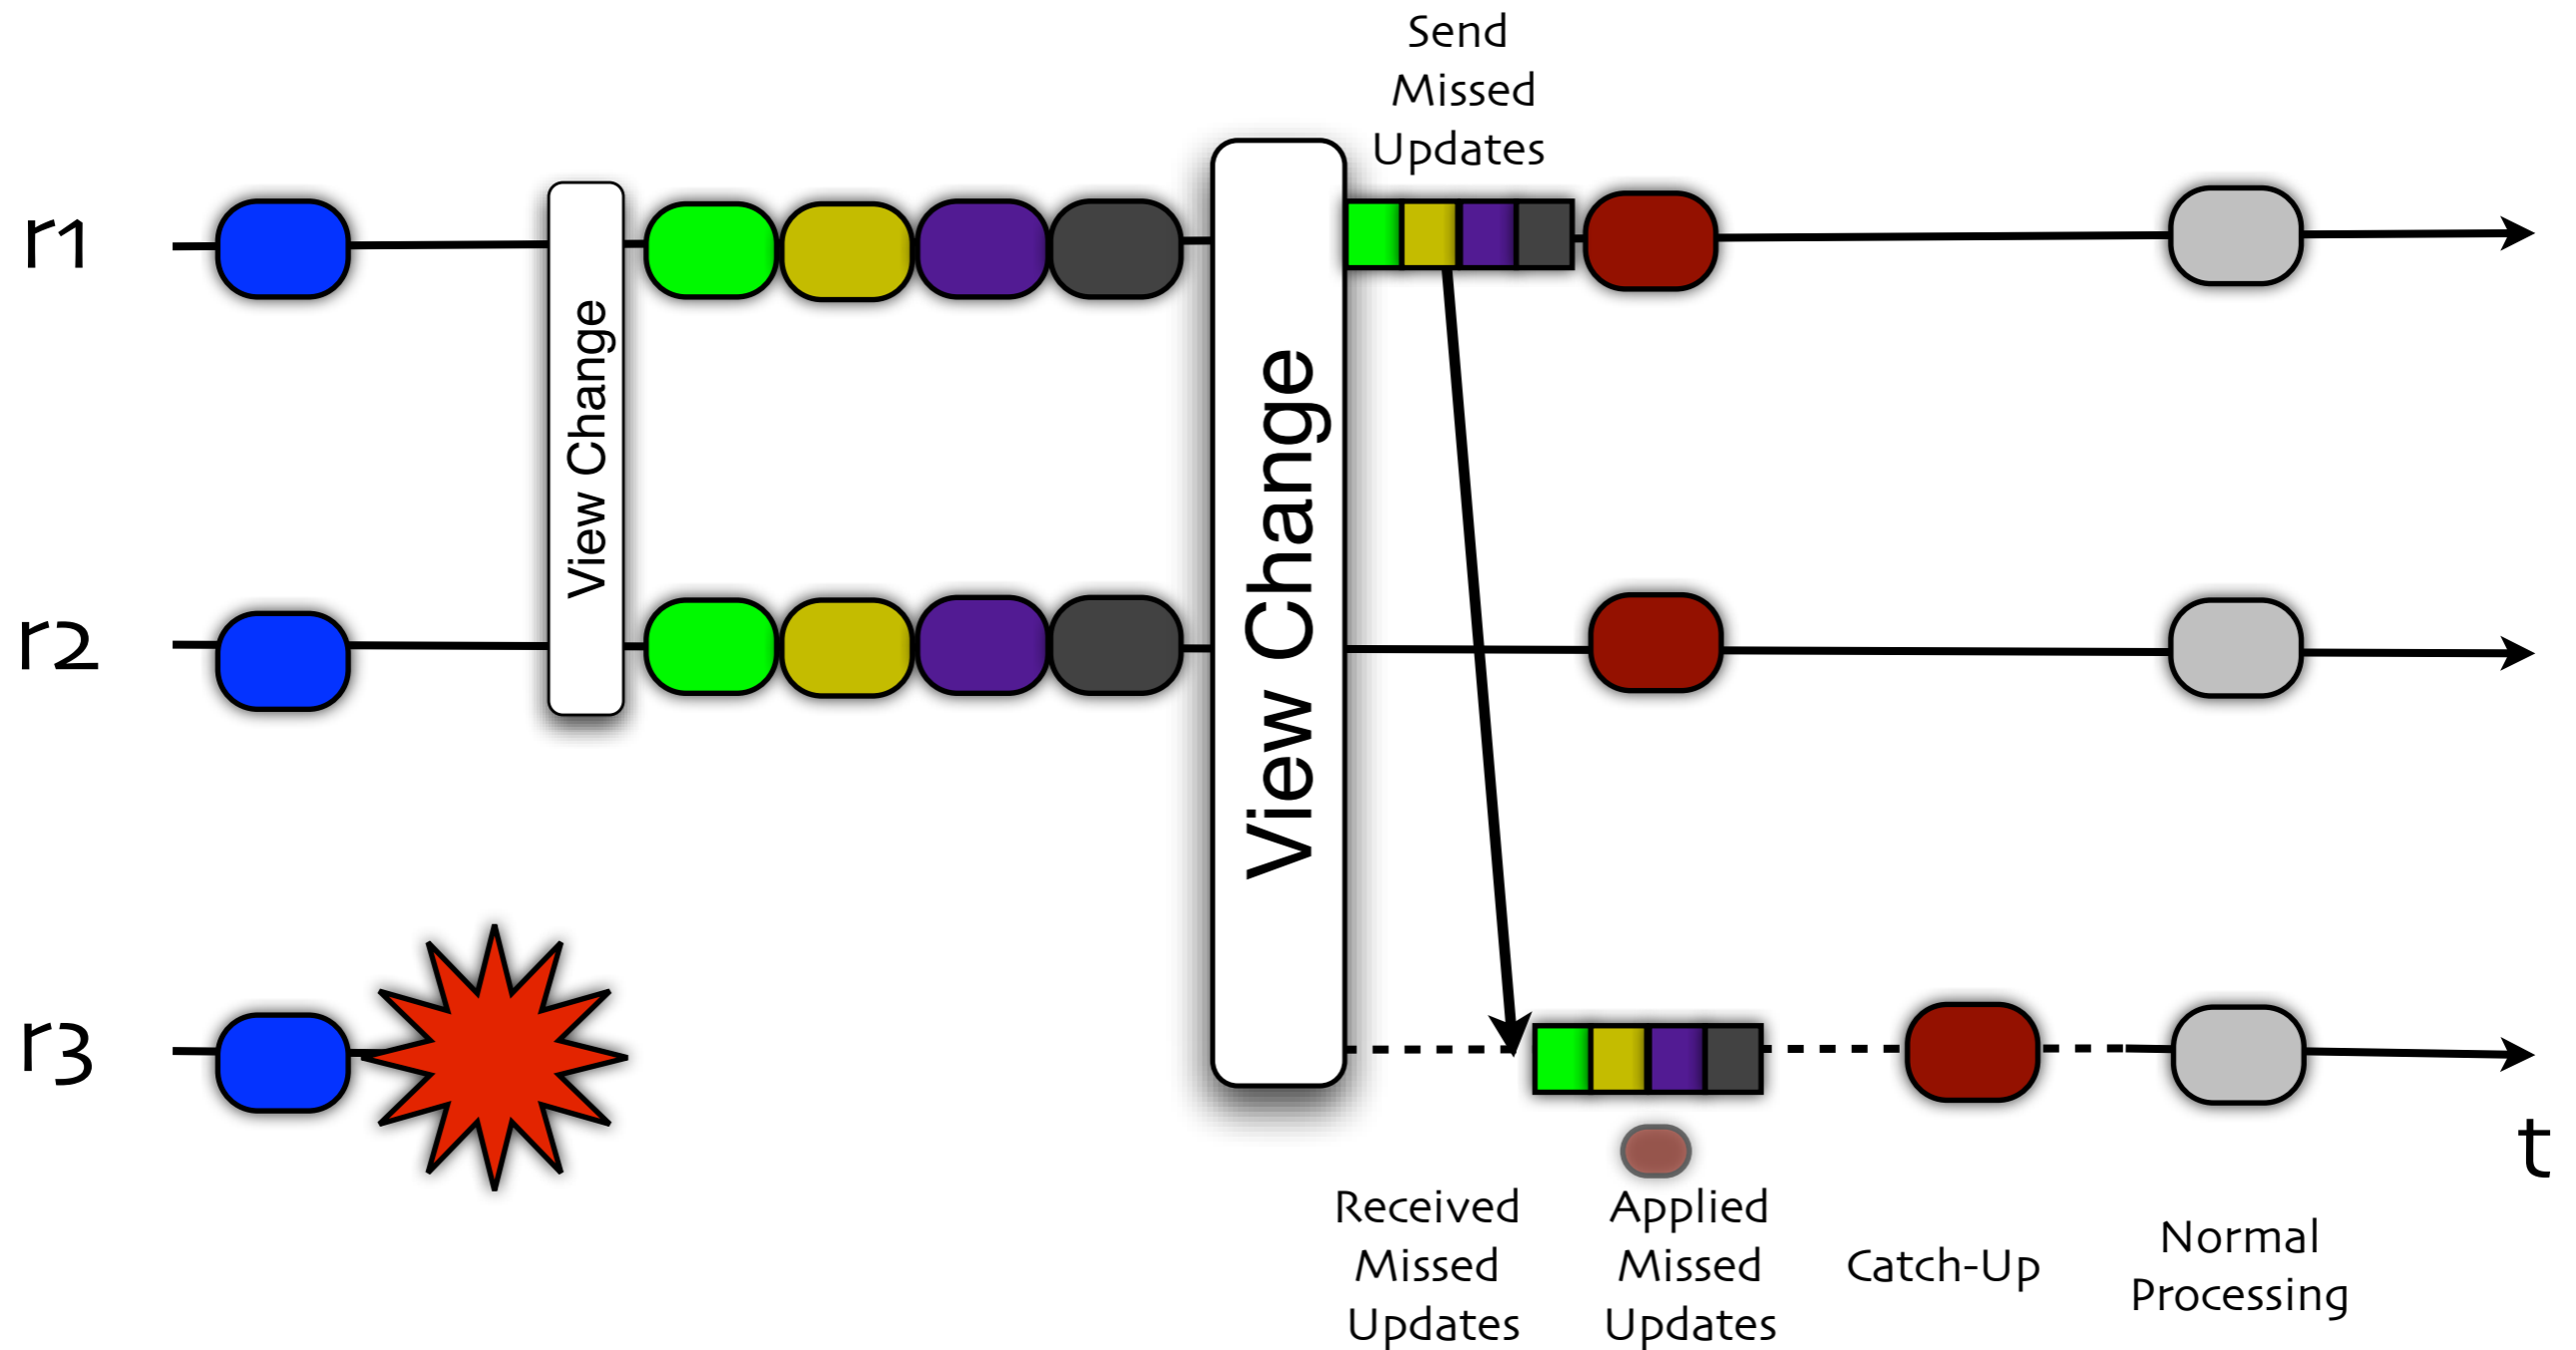 Send
Missed
Updates
r1
View Change
View Change
r2
r3
t
Received
Missed
Updates
Applied
Missed
Updates
Catch-Up
Normal
Processing